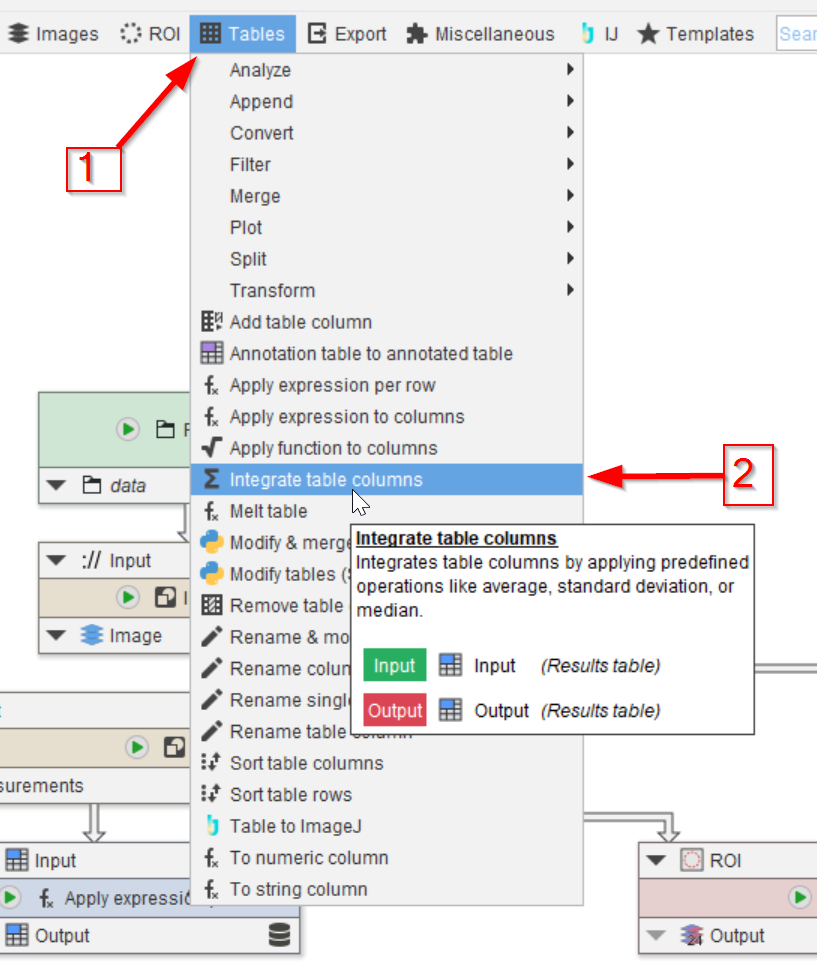 Images ROI Tables Export Miscellaneous IJ Templates Sear
1
Analyze
Append
Convert
Filter
Merge
Plot
Split
Transform
Add table column
Annotation table to annotated table
Apply expression per row
Apply expression to columns
Apply function to columns
Integrate table columns
2
Melt table
Modify & merge
Modify tables (S
Remove table
Rename & mo
Rename colum
Rename single
Rename table column
Sort table columns
Sort table rows
Table to ImageJ
To numeric column
To string column
Integrate table columns
Integrates table columns by applying predefined
operations like average, standard deviation, or
median.
Input Input (Results table)
Output Output (Results table)
F
data
:// Input
I
Image
surements
Input
Apply expressio
Output
ROI
Output
24